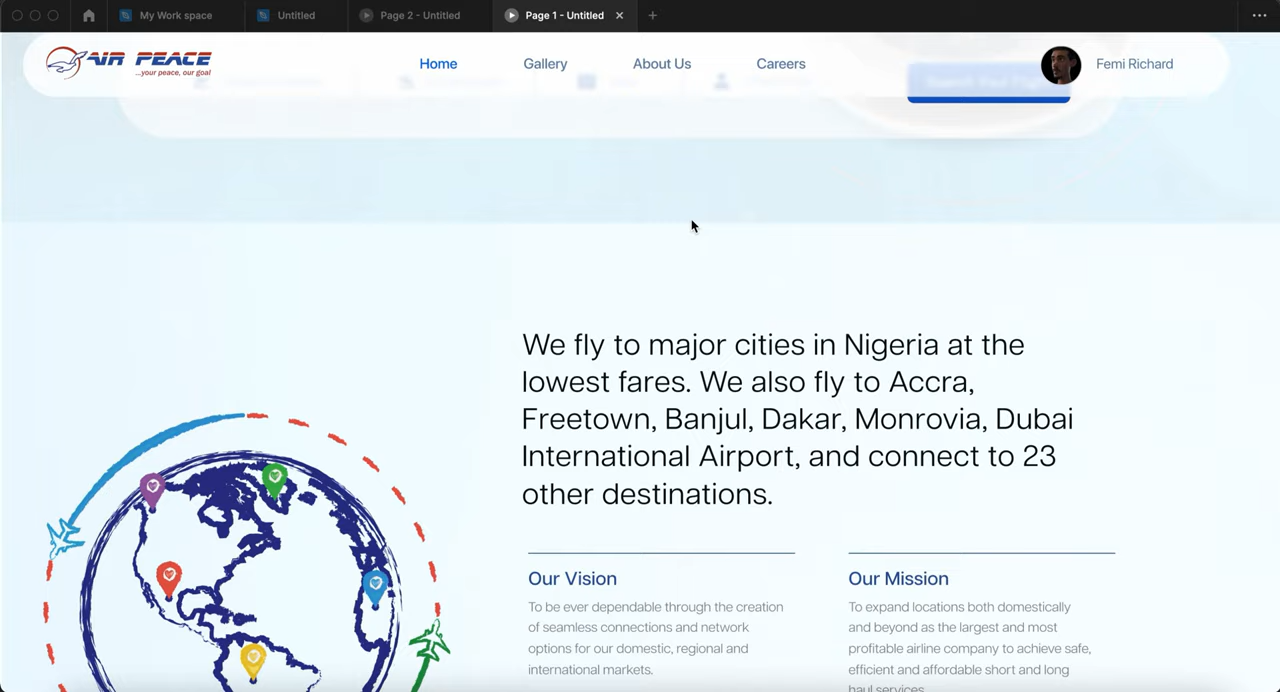 My Work space
Untitled
Page 2 - Untitled
Page 1 - Untitled
AIR PEACE
...your peace, our goal
Home
Gallery
About Us
Careers
Femi Richard
We fly to major cities in Nigeria at the
lowest fares. We also fly to Accra,
Freetown, Banjul, Dakar, Monrovia, Dubai
International Airport, and connect to 23
other destinations.
Our Vision
To be ever dependable through the creation
of seamless connections and network
options for our domestic, regional and
international markets.
Our Mission
To expand locations both domestically
and beyond as the largest and most
profitable airline company to achieve safe,
efficient and affordable short and long
haul services